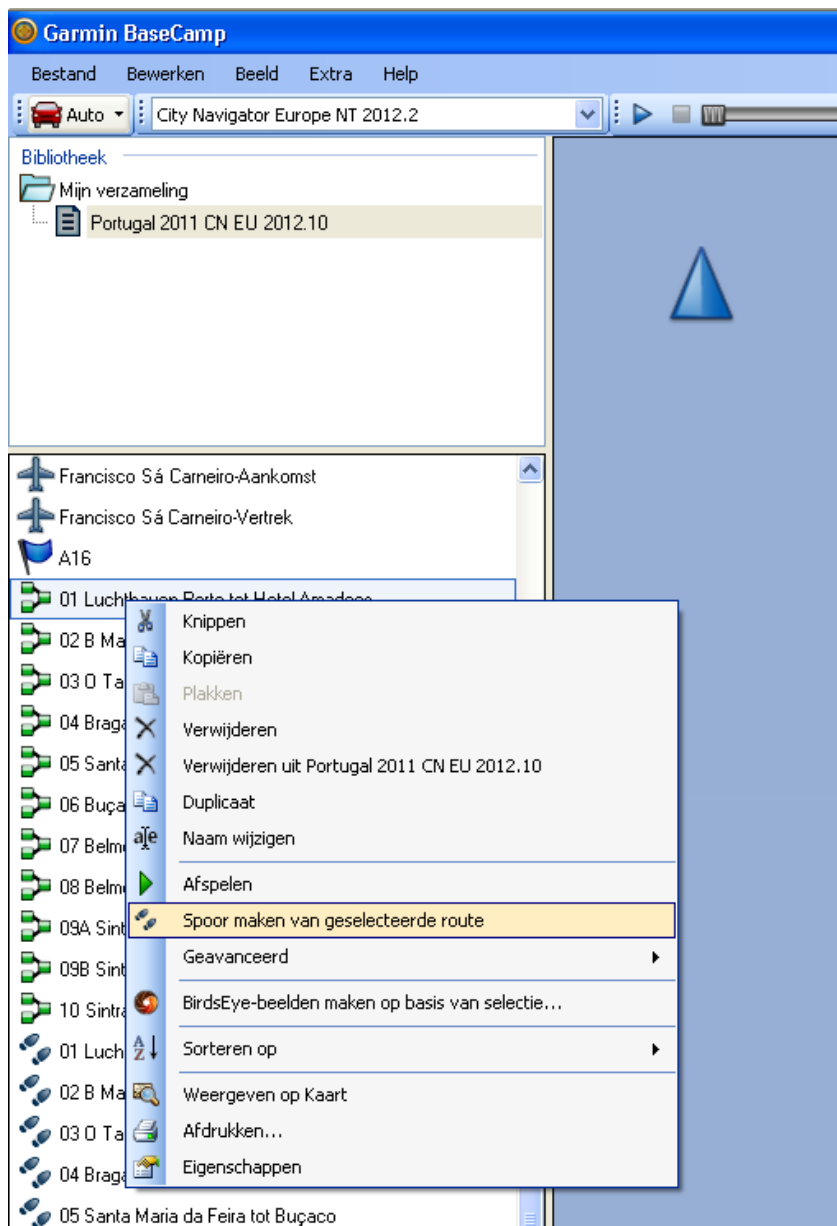 Garmin BaseCamp
Bestand Bewerken Beeld Extra Help
Auto City Navigator Europe NT 2012.2
Bibliotheek
Mijn verzameling
Portugal 2011 CN EU 2012.10
Francisco Sá Carneiro-Aankomst
Francisco Sá Carneiro-Vertrek
A16
01 Luchthaven Porto tot Hotel Amadeos
02 B Ma
03 O Ta
04 Braga
05 Santa
06 Buça
07 Belm
08 Belm
09A Sint
09B Sint
10 Sintra
01 Luch
02 B Ma
03 O Ta
04 Braga
05 Santa Maria da Feira tot Buçaco
Knippen
Kopiëren
Plakken
Verwijderen
Verwijderen uit Portugal 2011 CN EU 2012.10
Duplicaat
Naam wijzigen
Afspelen
Spoor maken van geselecteerde route
Geavanceerd
BirdsEye-beelden maken op basis van selectie...
Sorteren op
Weergeven op Kaart
Afdrukken...
Eigenschappen